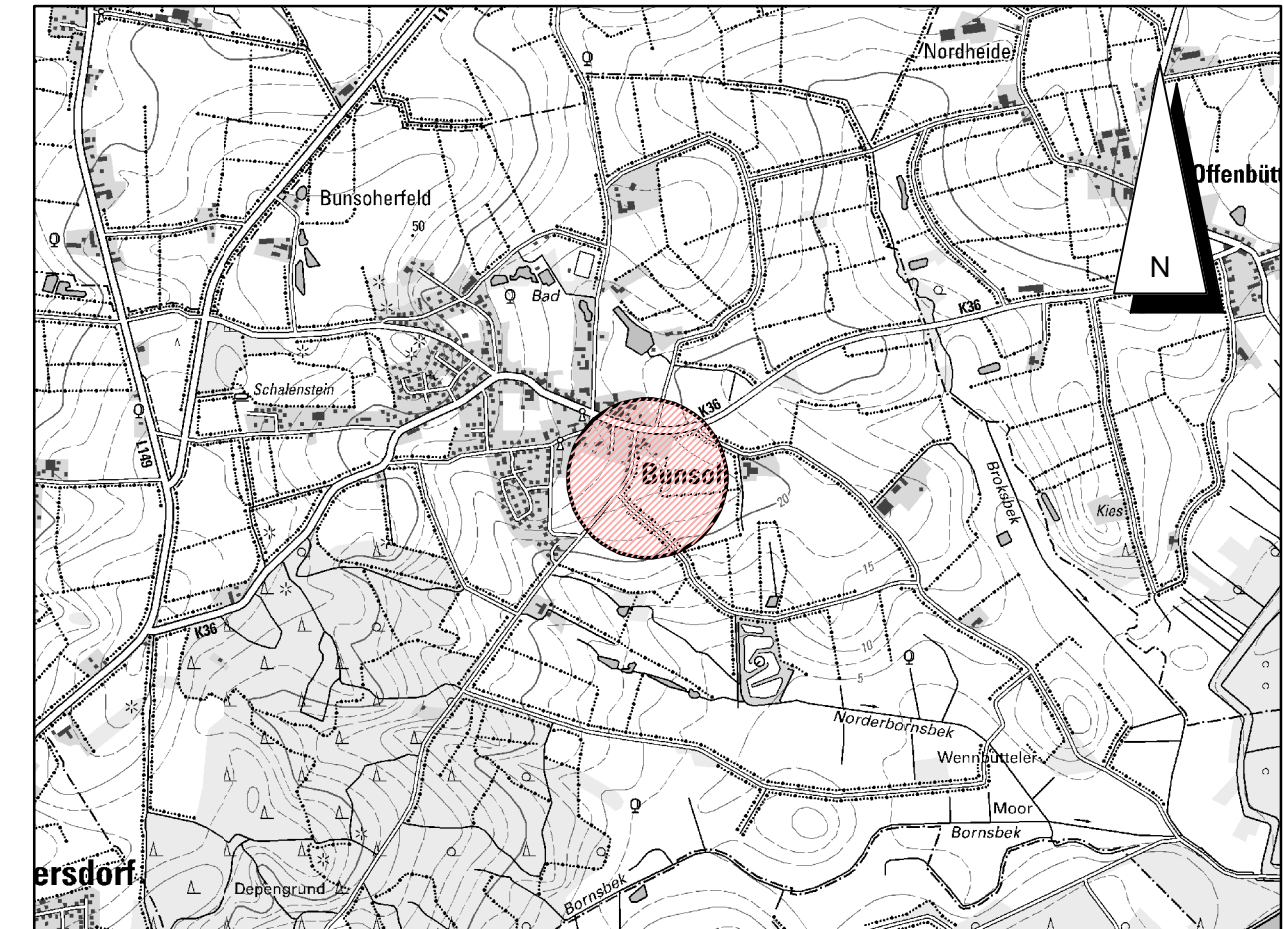 L14
Nordheide
Offenbütt
N
Bunsoherfeld
50
Bad
K36
Schalenstein
K36
L149
Bunsoh
20
Broksbek
Kies
15
K36
10
5
Norderbornsbek
Wennbütteler
Moor
Bornsbek
ersdorf
Depengrund
Bornsbek